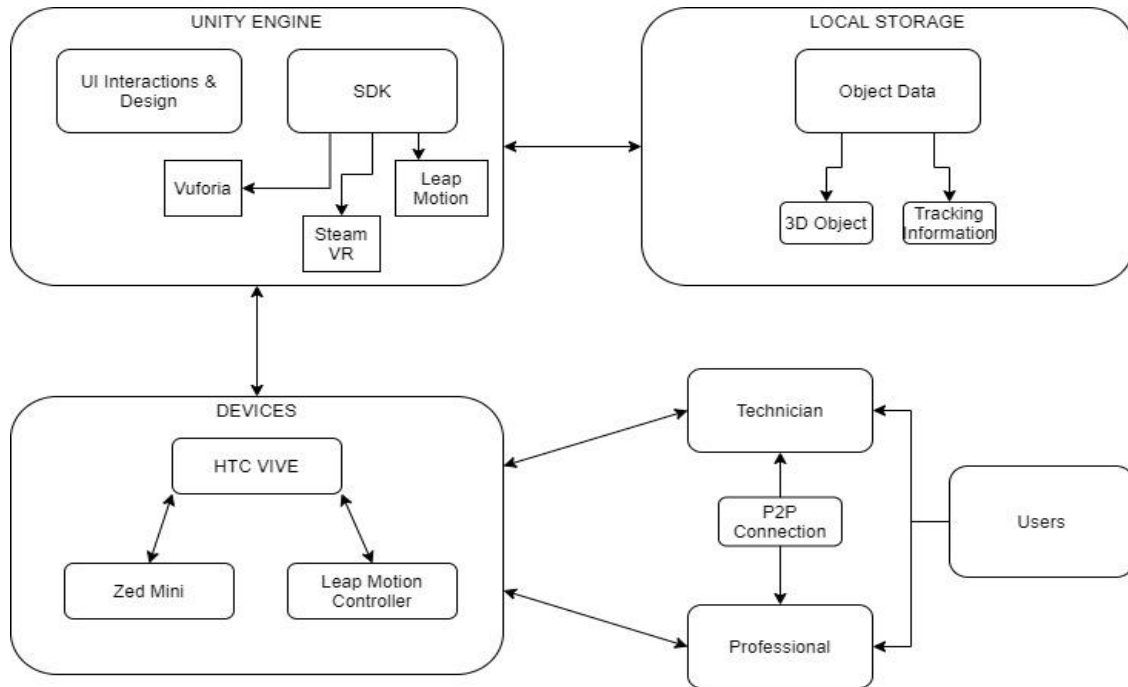 UNITY ENGINE
UI Interactions &
Design
SDK
Vuforia
Steam
VR
Leap
Motion
LOCAL STORAGE
Object Data
3D Object
Tracking
Information
DEVICES
HTC VIVE
Zed Mini
Leap Motion
Controller
Technician
P2P
Connection
Professional
Users